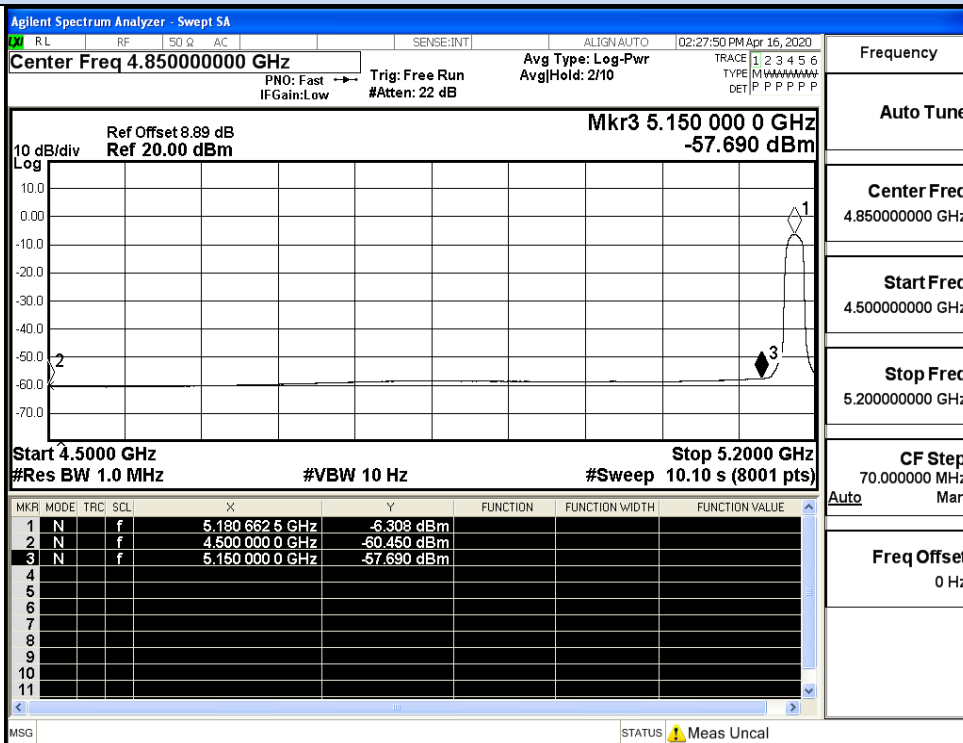 Agilent Spectrum Analyzer - Swept SA
LXI RL RF 50 Ω AC SENSE:INT ALIGN AUTO 02:27:50 PM Apr 16, 2020
Center Freq 4.850000000 GHz
PNO: Fast
IFGain:Low
Trig: Free Run
#Atten: 22 dB
Avg Type: Log-Pwr
Avg|Hold: 2/10
TRACE 1 2 3 4 5 6
TYPE M WWWWW
DET P P P P P P
Mkr3 5.150 000 0 GHz
-57.690 dBm
Ref Offset 8.89 dB
10 dB/div Ref 20.00 dBm
Log
10.0
0.00
-10.0
-20.0
-30.0
-40.0
-50.0
-60.0
-70.0
1
2
3
Start 4.5000 GHz Stop 5.2000 GHz
#Res BW 1.0 MHz #VBW 10 Hz #Sweep 10.10 s (8001 pts)
MKR MODE TRC SCL X Y FUNCTION FUNCTION WIDTH FUNCTION VALUE
1 N f 5.180 662 5 GHz -6.308 dBm
2 N f 4.500 000 0 GHz -60.450 dBm
3 N f 5.150 000 0 GHz -57.690 dBm
4
5
6
7
8
9
10
11
MSG STATUS Meas Uncal
Frequency
Auto Tune
Center Freq
4.850000000 GHz
Start Freq
4.500000000 GHz
Stop Freq
5.200000000 GHz
CF Step
70.000000 MHz
Auto Man
Freq Offset
0 Hz